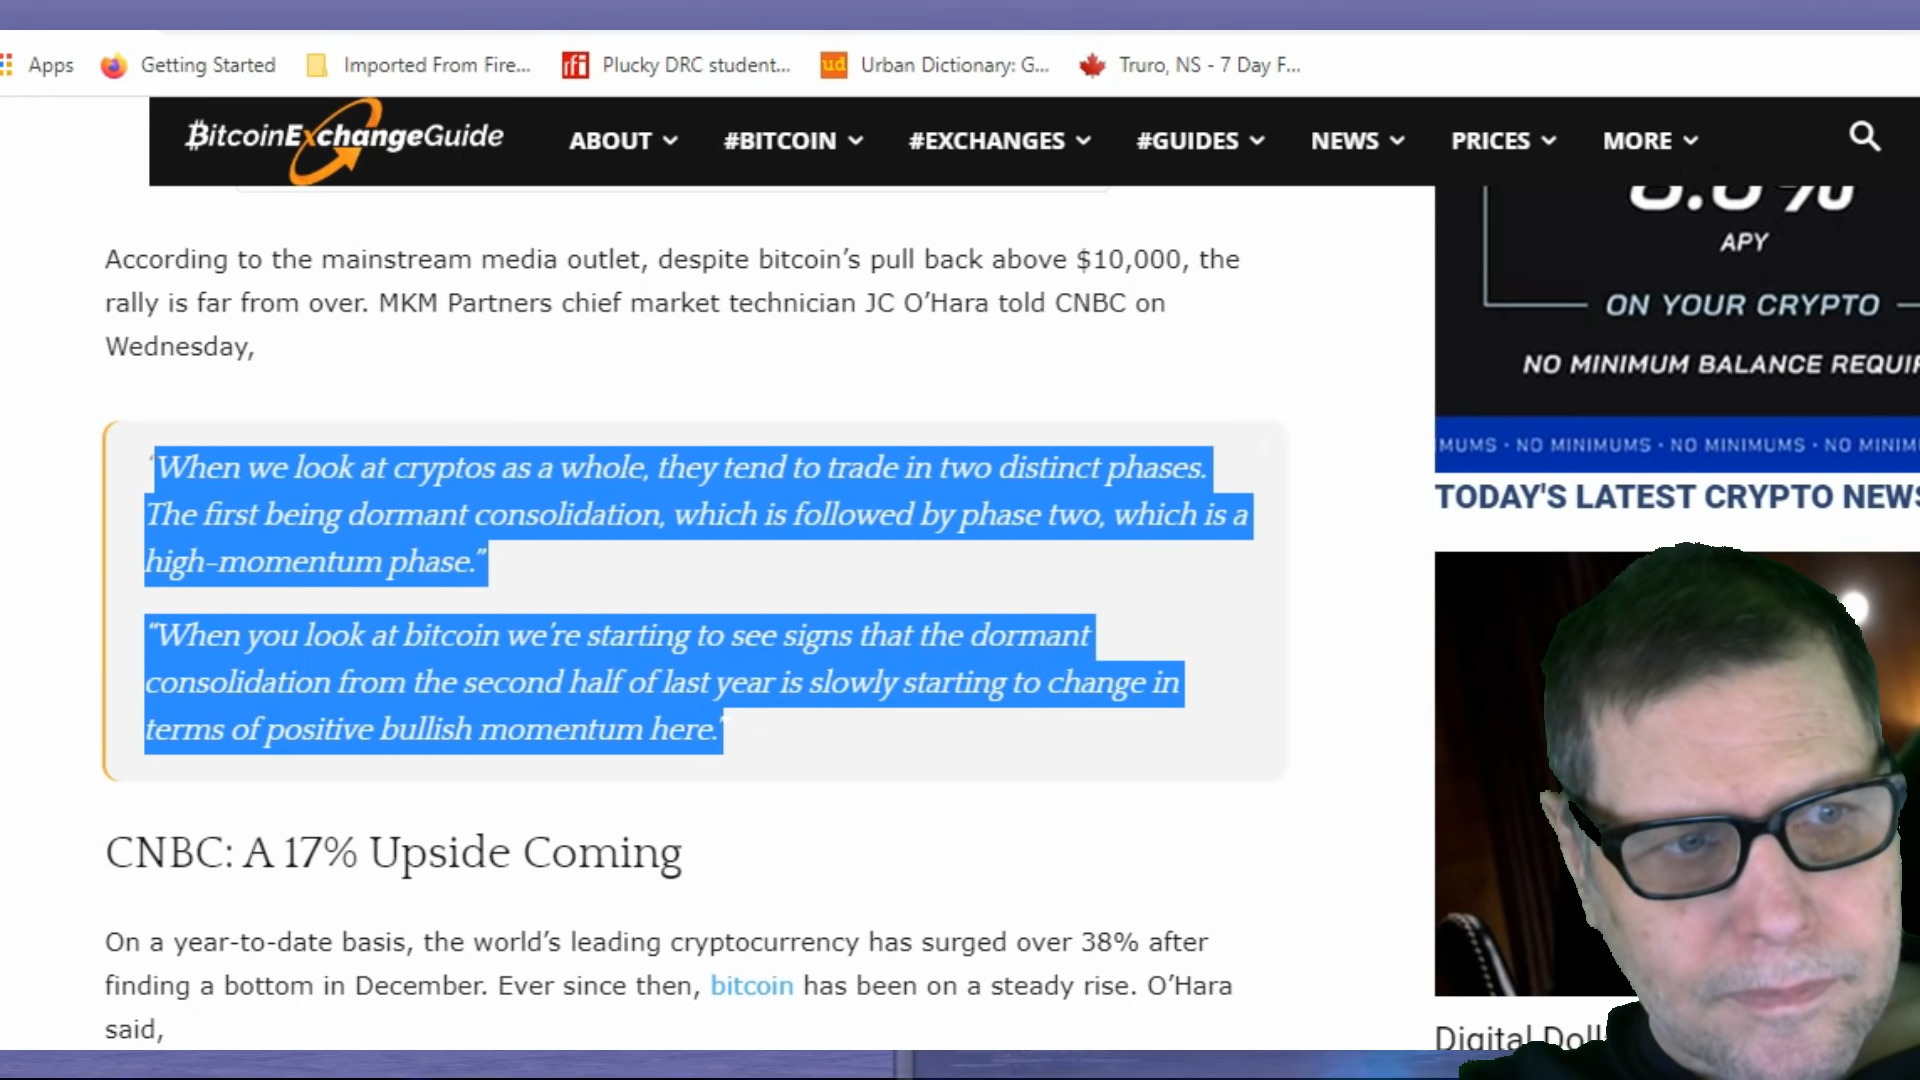 Apps Getting Started Imported From Fire... Plucky DRC student... Urban Dictionary: G... Truro, NS - 7 Day F...
BitcoinExchangeGuide ABOUT #BITCOIN #EXCHANGES #GUIDES NEWS PRICES MORE
According to the mainstream media outlet, despite bitcoin’s pull back above $10,000, the
rally is far from over. MKM Partners chief market technician JC O’Hara told CNBC on
Wednesday,
“When we look at cryptos as a whole, they tend to trade in two distinct phases.
The first being dormant consolidation, which is followed by phase two, which is a
high-momentum phase.”
“When you look at bitcoin we’re starting to see signs that the dormant
consolidation from the second half of last year is slowly starting to change in
terms of positive bullish momentum here.”
CNBC: A 17% Upside Coming
On a year-to-date basis, the world’s leading cryptocurrency has surged over 38% after
finding a bottom in December. Ever since then, bitcoin has been on a steady rise. O’Hara
said,
APY
ON YOUR CRYPTO
NO MINIMUM BALANCE
NO MINIMUMS · NO MINIMUMS · NO
TODAY'S LATEST CRYPTO NEWS
Digital
rfi
ud